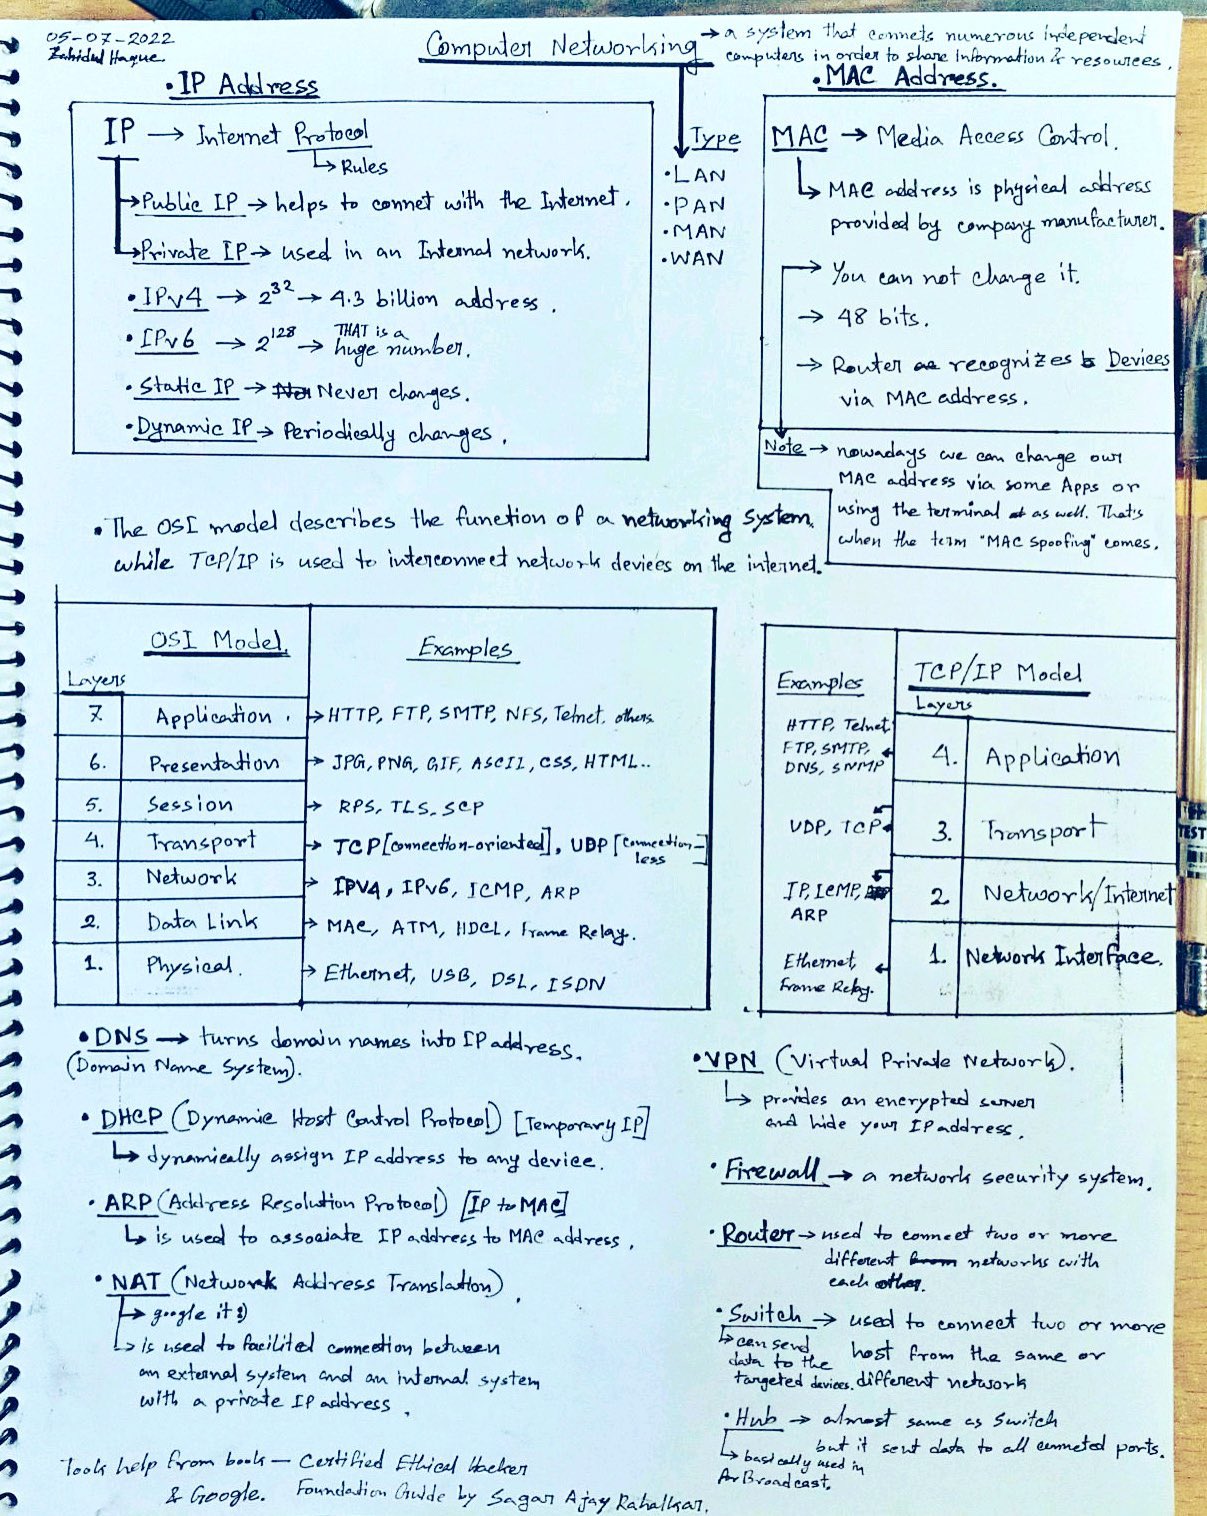 05-07-2022
Zahidul Haque
Computer Networking → a system that connets numerous independent
computers in order to share information & resources.
• IP Address
IP → Internet Protocol
↳ Rules
→ Public IP → helps to connet with the Internet.
→ Private IP → used in an Internal network.
• IPv4 → 2^32 → 4.3 billion address.
• IPv6 → 2^128 → THAT is a
huge number.
• Static IP → Never changes.
• Dynamic IP → Periodically changes.
Type
• LAN
• PAN
• MAN
• WAN
• MAC Address.
MAC → Media Access Control.
↳ MAC address is physical address
provided by company manufacturer.
→ You can not change it.
→ 48 bits.
→ Router recognizes Devices
via MAC address.
Note → nowadays we can change our
MAC address via some Apps or
using the terminal as well. That's
when the term "MAC spoofing" comes.
• The OSI model describes the function of a networking system.
while TCP/IP is used to interconnect network devices on the internet.
OSI Model. Examples
Layers
7. Application. → HTTP, FTP, SMTP, NFS, Telnet, others.
6. Presentation → JPG, PNG, GIF, ASCII, CSS, HTML..
5. Session → RPS, TLS, SCP
4. Transport → TCP [connection-oriented], UDP [connection-
less]
3. Network → IPV4, IPv6, ICMP, ARP
2. Data Link → MAC, ATM, HDCL, Frame Relay.
1. Physical. → Ethernet, USB, DSL, ISDN
Examples TCP/IP Model
Layers
HTTP, Telnet,
FTP, SMTP, ← 4. Application
DNS, SNMP
UDP, TCP ← 3. Transport
IP, ICMP, ← 2. Network/Internet
ARP
Ethernet, ← 1. Network Interface.
Frame Relay.
• DNS → turns domain names into IP address.
(Domain Name System).
• DHCP (Dynamic Host Control Protocol) [Temporary IP]
↳ dynamically assign IP address to any device.
• ARP (Address Resolution Protocol) [IP to MAC]
↳ is used to assosiate IP address to MAC address.
• NAT (Network Address Translation).
↳ google it :)
↳ is used to facilited connection between
an external system and an internal system
with a private IP address.
• VPN (Virtual Private Network).
↳ provides an encrypted server
and hide your IP address.
• Firewall → a network security system.
• Router → used to connect two or more
different networks with
each other.
• Switch → used to connect two or more
host from the same or
different network
↳ can send
data to the
targeted devices.
• Hub → almost same as Switch
but it sent data to all conneted ports.
↳ basically used in
Broadcast.
Took help from book — Certified Ethical Hacker
& Google. Foundation Guide by Sagar Ajay Rahalkar.
TEST